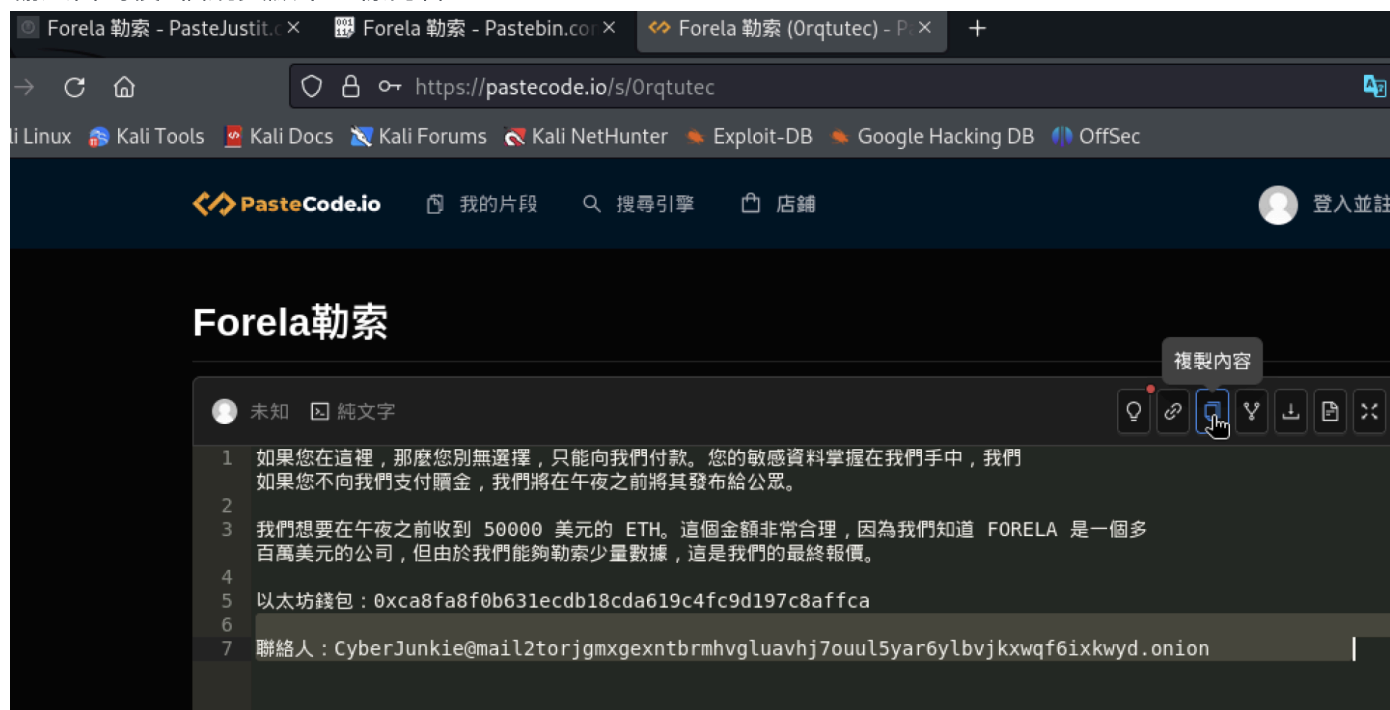 Forela 勒索 - PasteJustit.c
Forela 勒索 - Pastebin.con
Forela 勒索 (0rqtutec) - P
https://pastecode.io/s/0rqtutec
li Linux Kali Tools Kali Docs Kali Forums Kali NetHunter Exploit-DB Google Hacking DB OffSec
PasteCode.io 我的片段 搜尋引擎 店鋪 登入並註
Forela勒索
複製內容
未知 純文字
1 如果您在這裡，那麼您別無選擇，只能向我們付款。您的敏感資料掌握在我們手中，我們
如果您不向我們支付贖金，我們將在午夜之前將其發布給公眾。
2
3 我們想要在午夜之前收到 50000 美元的 ETH。這個金額非常合理，因為我們知道 FORELA 是一個多
百萬美元的公司，但由於我們能夠勒索少量數據，這是我們的最終報價。
4
5 以太坊錢包：0xca8fa8f0b631ecdb18cda619c4fc9d197c8affca
6
7 聯絡人：CyberJunkie@mail2torjgmxgexntbrmhvgluavhj7ouul5yar6ylbvjkxwqf6ixkwyd.onion